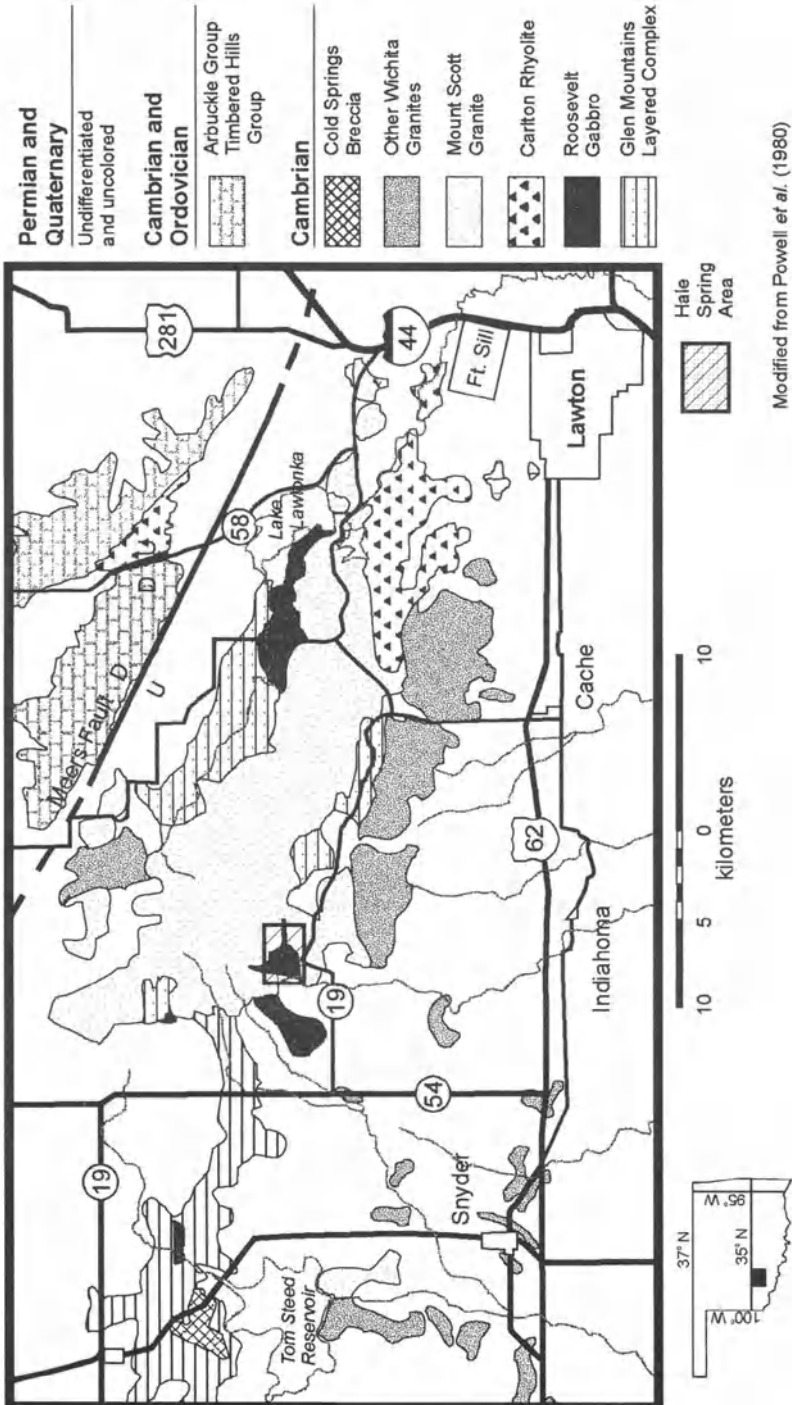 Permian and
Quaternary
Undifferentiated
and uncolored
Cambrian and
Ordovician
Arbuckle Group
Timbered Hills
Group
Cambrian
Cold Springs
Breccia
Other Wichita
Granites
Mount Scott
Granite
Carlton Rhyolite
Roosevelt
Gabbro
Glen Mountains
Layered Complex
281
44
Ft. Sill
Lawton
58
Lake
Lawtonka
D
U
Meers Fault
D
U
Cache
62
Indiahoma
19
54
19
Snyder
Tom Steed
Reservoir
Hale
Spring
Area
10
5
0
10
kilometers
37° N
35° N
100° W
95° W
Modified from Powell et al. (1980)